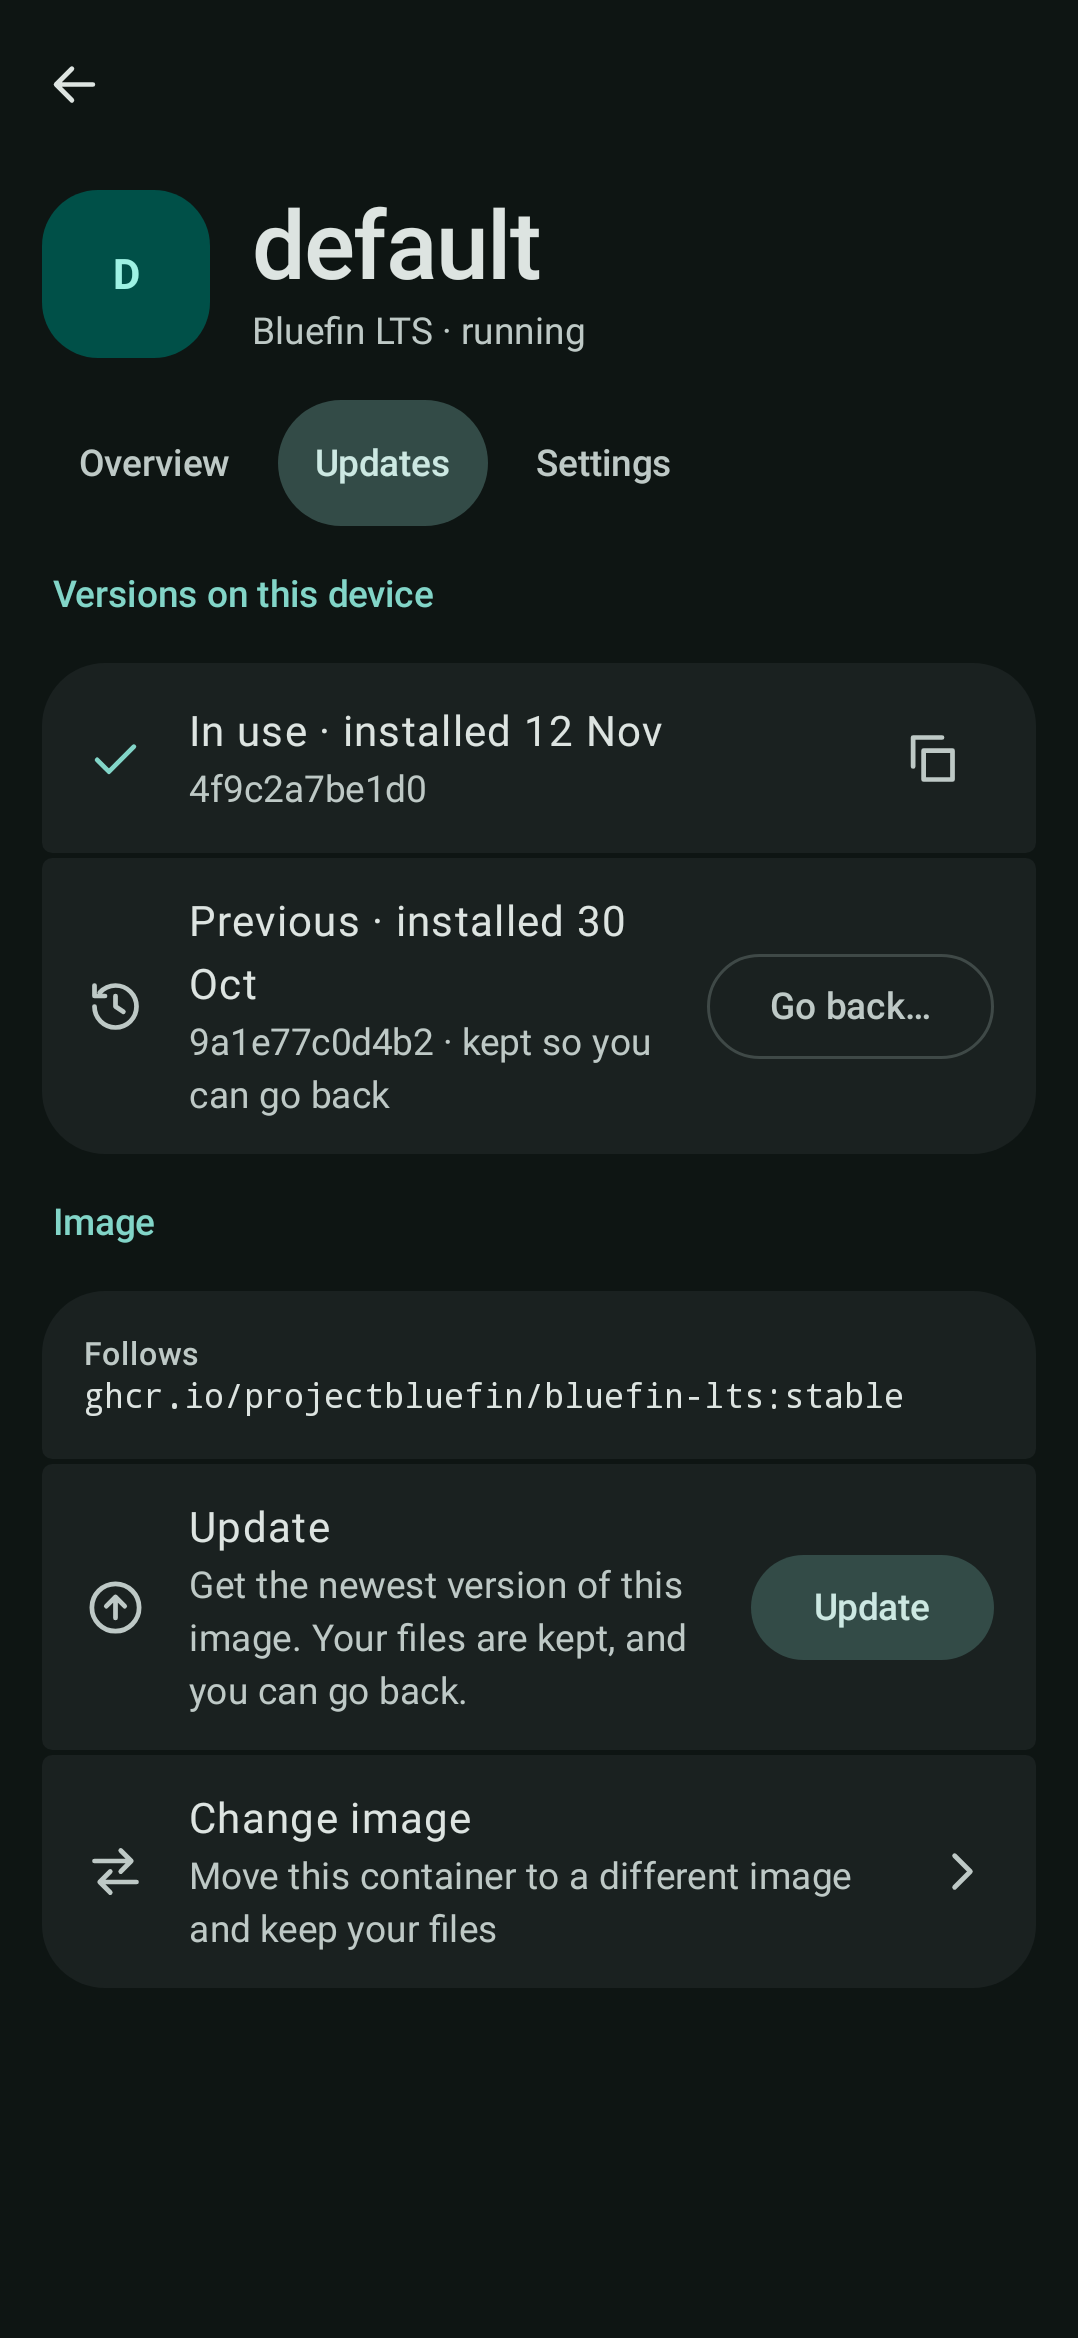 D
default
Bluefin LTS · running
Overview
Updates
Settings
Versions on this device
In use · installed 12 Nov
4f9c2a7be1d0
Previous · installed 30
Oct
9a1e77c0d4b2 · kept so you
can go back
Go back…
Image
Follows
ghcr.io/projectbluefin/bluefin-lts:stable
Update
Get the newest version of this
image. Your files are kept, and
you can go back.
Update
Change image
Move this container to a different image
and keep your files